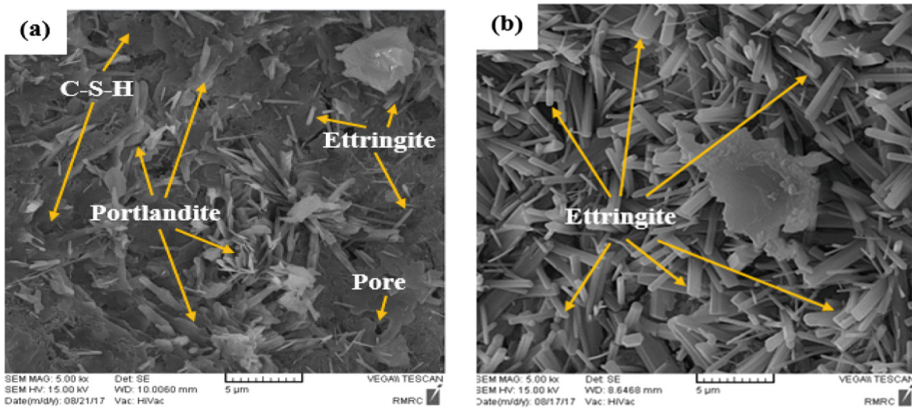 (a)
C-S-H
Ettringite
Portlandite
Pore
SEM MAG: 5.00 kx Det: SE
SEM HV: 15.00 kV WD: 10.0060 mm 5 µm VEGA\\ TESCAN
Date(m/d/y): 08/21/17 Vac: HiVac RMRC
(b)
Ettringite
SEM MAG: 5.00 kx Det: SE
SEM HV: 15.00 kV WD: 8.6468 mm 5 µm VEGA\\ TESCAN
Date(m/d/y): 08/17/17 Vac: HiVac RMRC